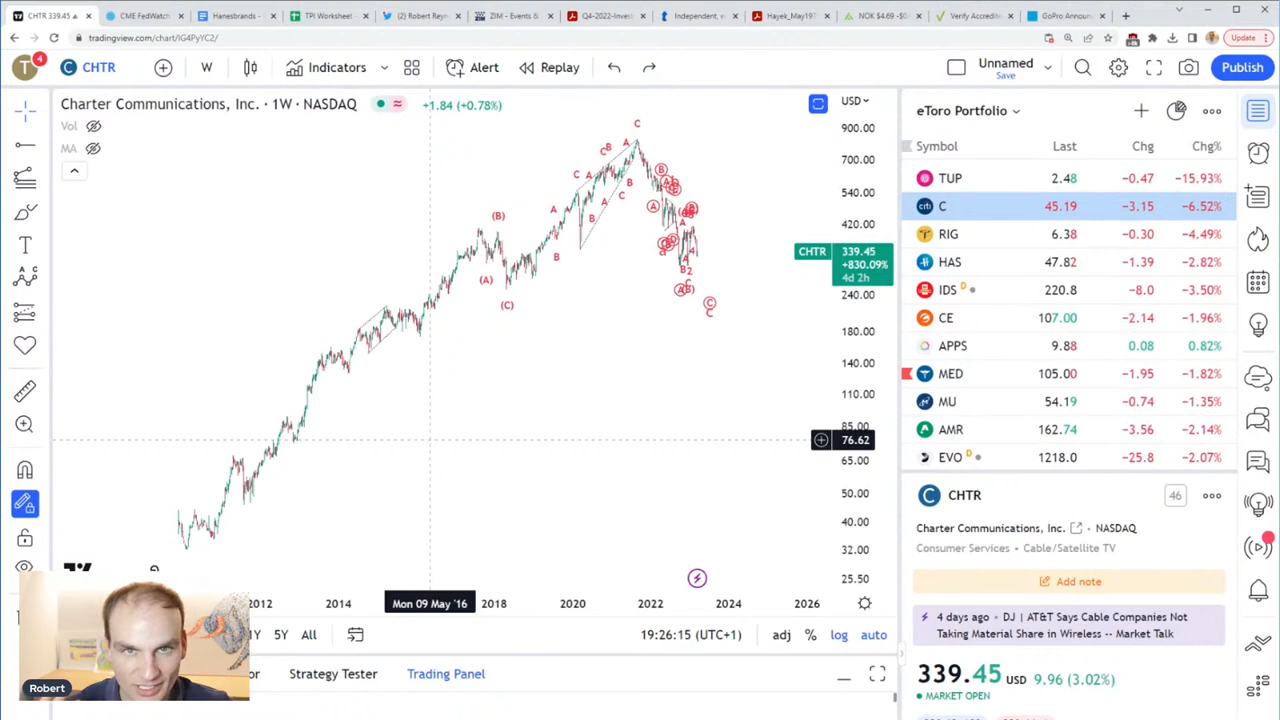 CHTR 339.45 +8
CME FedWatch
Hanesbrands -
TPI Worksheet
(2) Robert Reyn
ZIM – Events &
Q4-2022-Invest
Independent, v
Hayek_May197
NOK $4.69 -$0
Verify Accredite
GoPro Announ
tradingview.com/chart/IG4PyYC2/
Update
T 4 CHTR W Indicators Alert Replay
Unnamed
Save
Publish
Charter Communications, Inc. · 1W · NASDAQ
+1.84 (+0.78%)
USD
Vol
MA
900.00
700.00
540.00
420.00
CHTR 339.45
+830.09%
4d 2h
240.00
180.00
140.00
110.00
85.00
76.62
65.00
50.00
40.00
32.00
25.50
C
C B A
C A
B
B A C
A
B
(B)
(A)
(C)
2012 2014 Mon 09 May '16 2018 2020 2022 2024 2026
1Y 5Y All
19:26:15 (UTC+1) adj % log auto
Strategy Tester Trading Panel
Robert
eToro Portfolio
Symbol Last Chg Chg%
TUP 2.48 −0.47 −15.93%
C 45.19 −3.15 −6.52%
RIG 6.38 −0.30 −4.49%
HAS 47.82 −1.39 −2.82%
IDS D 220.8 −8.0 −3.50%
CE 107.00 −2.14 −1.96%
APPS 9.88 0.08 0.82%
MED 105.00 −1.95 −1.82%
MU 54.19 −0.74 −1.35%
AMR 162.74 −3.56 −2.14%
EVO D 1218.0 −25.8 −2.07%
CHTR 46
Charter Communications, Inc. · NASDAQ
Consumer Services • Cable/Satellite TV
Add note
4 days ago · DJ | AT&T Says Cable Companies Not
Taking Material Share in Wireless -- Market Talk
339.45 USD 9.96 (3.02%)
MARKET OPEN